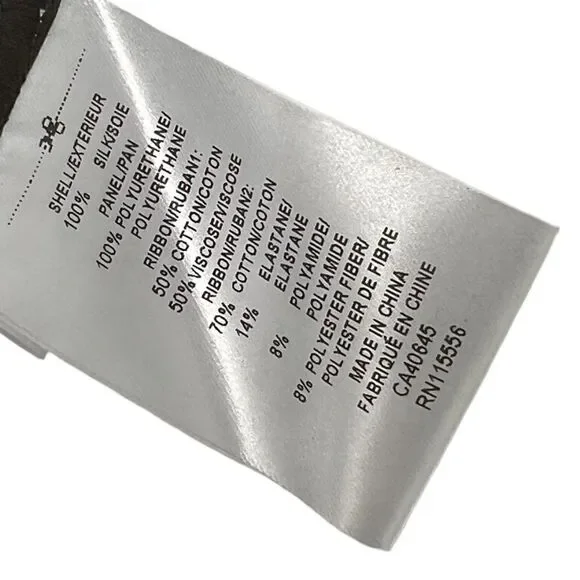 SHELL/EXTERIEUR
100% SILK/SOIE
PANEL/PAN
100% POLYURETHANE/
POLYURETHANE
RIBBON/RUBAN1:
50% COTTON/COTON
50% VISCOSEN/ISCOSE
RIBBON/RUBAN2:
70% COTTON/COTON
14% ELASTANE/
ELASTANE
8% POLYAMIDE/
POLYAMIDE
8% POLYESTER FIBER/
POLYESTER DE FIBRE
MADE IN CHINA
FABRIQUÉ EN CHINE
CA40645
RN115556